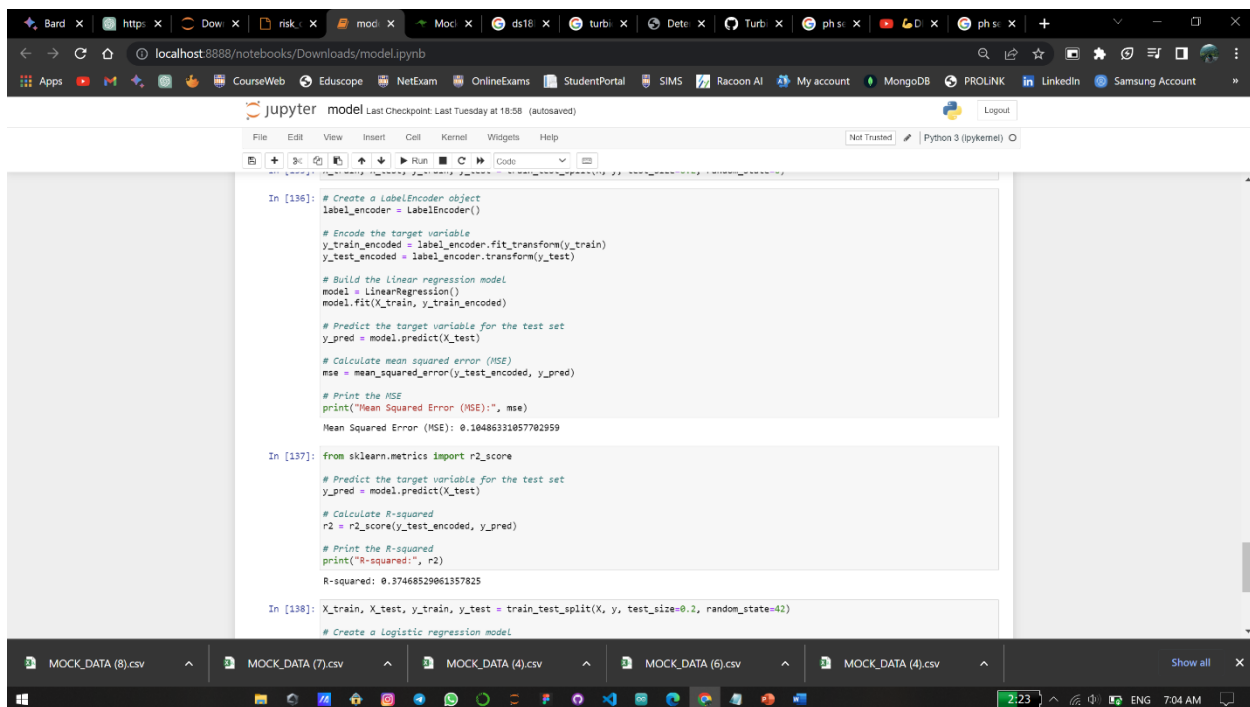 Bard
https
Dow
risk_c
mod
Mock
ds18
turbi
Dete
Turbi
ph se
ph se
localhost:8888/notebooks/Downloads/model.ipynb
Apps CourseWeb Eduscope NetExam OnlineExams StudentPortal SIMS Racoon AI My account MongoDB PROLiNK LinkedIn Samsung Account »
jupyter model Last Checkpoint: Last Tuesday at 18:58 (autosaved) Logout
File Edit View Insert Cell Kernel Widgets Help Not Trusted Python 3 (ipykernel)
Run Code
In [136]: # Create a LabelEncoder object
label_encoder = LabelEncoder()
# Encode the target variable
y_train_encoded = label_encoder.fit_transform(y_train)
y_test_encoded = label_encoder.transform(y_test)
# Build the linear regression model
model = LinearRegression()
model.fit(X_train, y_train_encoded)
# Predict the target variable for the test set
y_pred = model.predict(X_test)
# Calculate mean squared error (MSE)
mse = mean_squared_error(y_test_encoded, y_pred)
# Print the MSE
print("Mean Squared Error (MSE):", mse)
Mean Squared Error (MSE): 0.10486331057702959
In [137]: from sklearn.metrics import r2_score
# Predict the target variable for the test set
y_pred = model.predict(X_test)
# Calculate R-squared
r2 = r2_score(y_test_encoded, y_pred)
# Print the R-squared
print("R-squared:", r2)
R-squared: 0.37468529061357825
In [138]: X_train, X_test, y_train, y_test = train_test_split(X, y, test_size=0.2, random_state=42)
# Create a logistic regression model
MOCK_DATA (8).csv MOCK_DATA (7).csv MOCK_DATA (4).csv MOCK_DATA (6).csv MOCK_DATA (4).csv Show all
2:23 ENG 7:04 AM